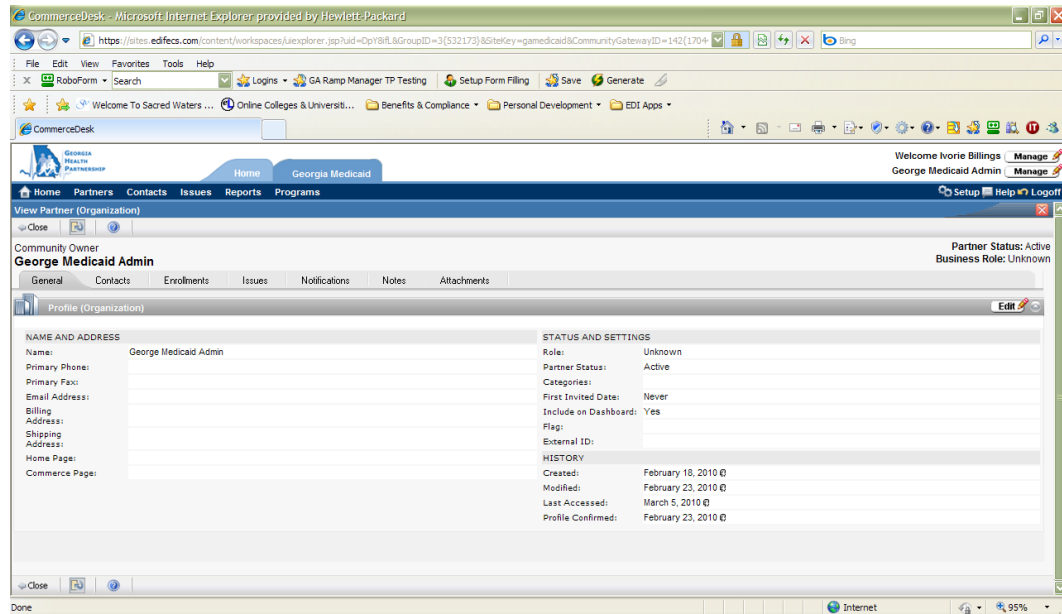 CommerceDesk - Microsoft Internet Explorer provided by Hewlett-Packard
https://sites.edifecs.com/content/workspaces/uiexplorer.jsp?uid=DpY8ifL&GroupID=3{532173}&SiteKey=gamedicaid&CommunityGatewayID=142{1704
Bing
File Edit View Favorites Tools Help
x RoboForm Search Logins GA Ramp Manager TP Testing Setup Form Filling Save Generate
Welcome To Sacred Waters ... Online Colleges & Universiti... Benefits & Compliance Personal Development EDI Apps
CommerceDesk
GEORGIA
HEALTH
PARTNERSHIP
Home Georgia Medicaid
Welcome Ivorie Billings Manage
George Medicaid Admin Manage
Home Partners Contacts Issues Reports Programs Setup Help Logoff
View Partner (Organization)
Close
Community Owner
George Medicaid Admin
Partner Status: Active
Business Role: Unknown
General Contacts Enrollments Issues Notifications Notes Attachments
Profile (Organization) Edit
NAME AND ADDRESS
Name: George Medicaid Admin
Primary Phone:
Primary Fax:
Email Address:
Billing
Address:
Shipping
Address:
Home Page:
Commerce Page:
STATUS AND SETTINGS
Role: Unknown
Partner Status: Active
Categories:
First Invited Date: Never
Include on Dashboard: Yes
Flag:
External ID:
HISTORY
Created: February 18, 2010
Modified: February 23, 2010
Last Accessed: March 5, 2010
Profile Confirmed: February 23, 2010
Close
Done Internet 95%